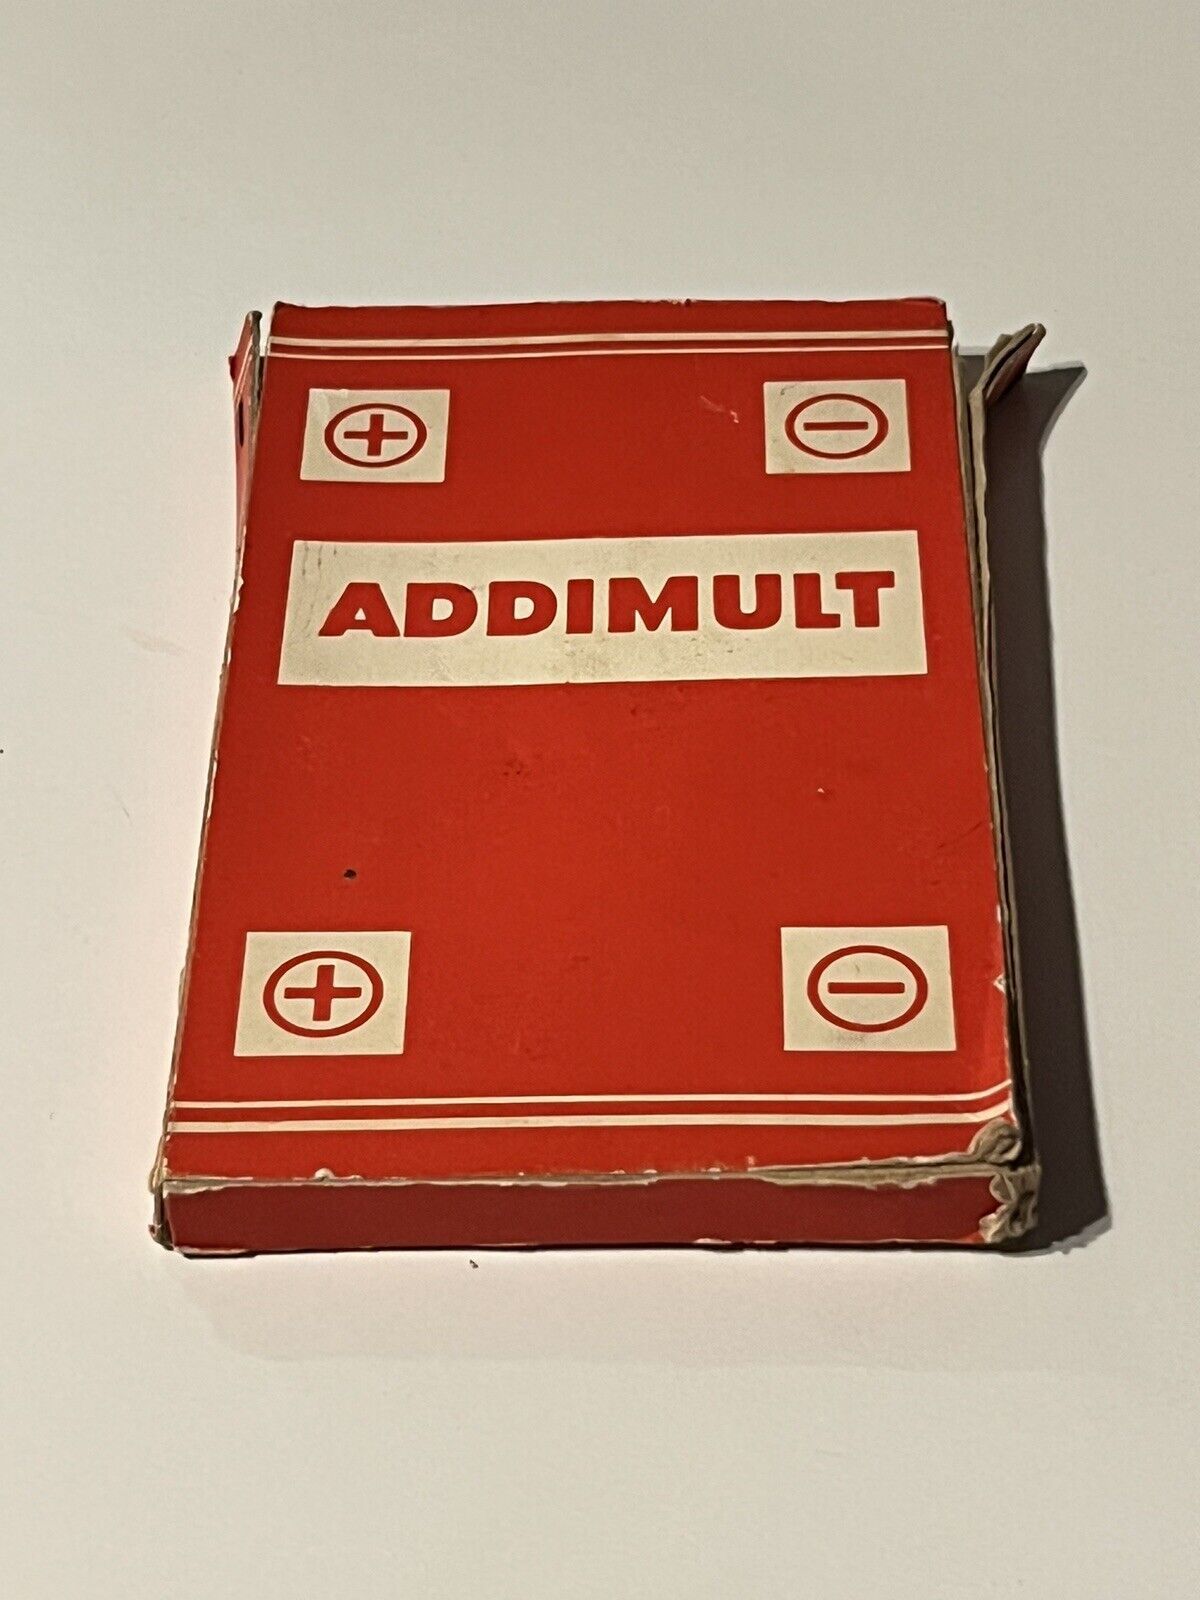 + −
ADDIMULT
+ −